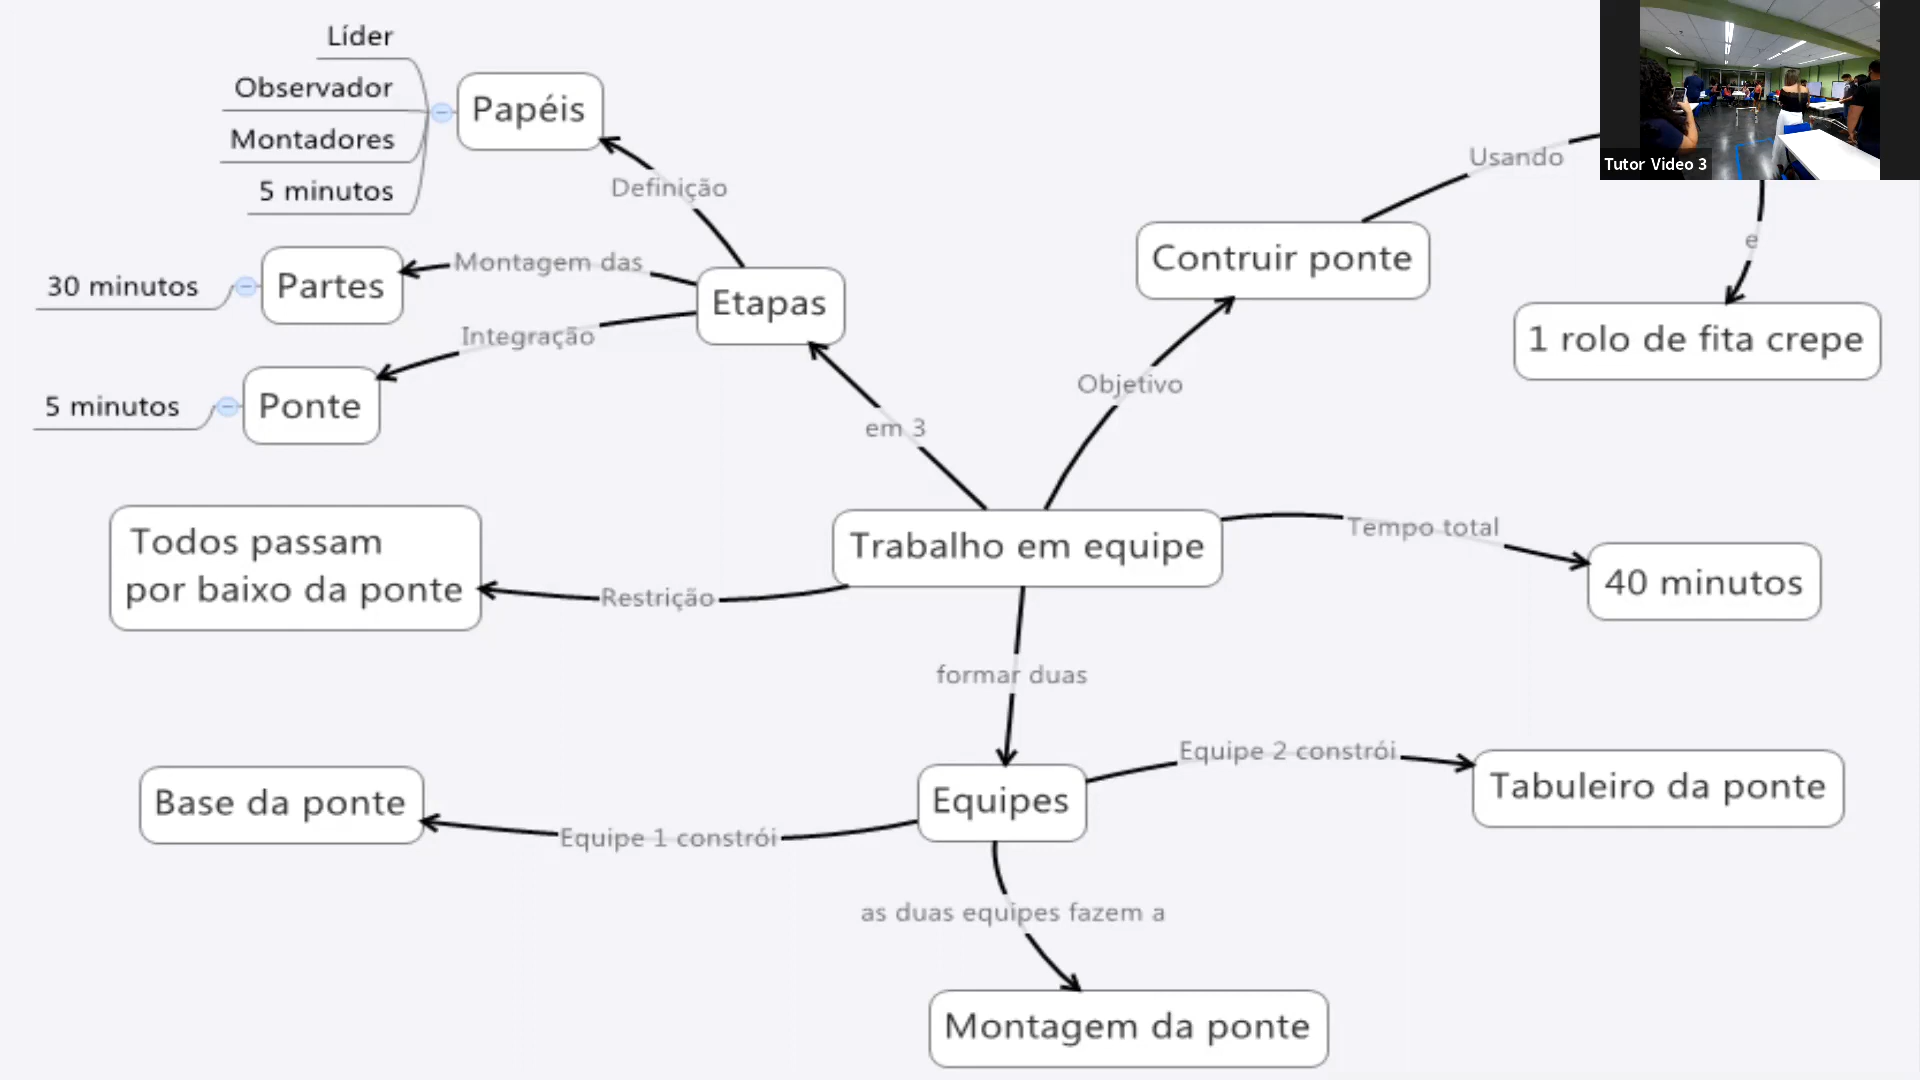 Líder
Observador
Montadores
5 minutos
Papéis
Definição
30 minutos
Partes
Montagem das
Etapas
Integração
5 minutos
Ponte
em 3
Usando
Tutor Video 3
Contruir ponte
e
1 rolo de fita crepe
Objetivo
Todos passam
por baixo da ponte
Restrição
Trabalho em equipe
Tempo total
40 minutos
formar duas
Base da ponte
Equipe 1 constrói
Equipes
Equipe 2 constrói
Tabuleiro da ponte
as duas equipes fazem a
Montagem da ponte